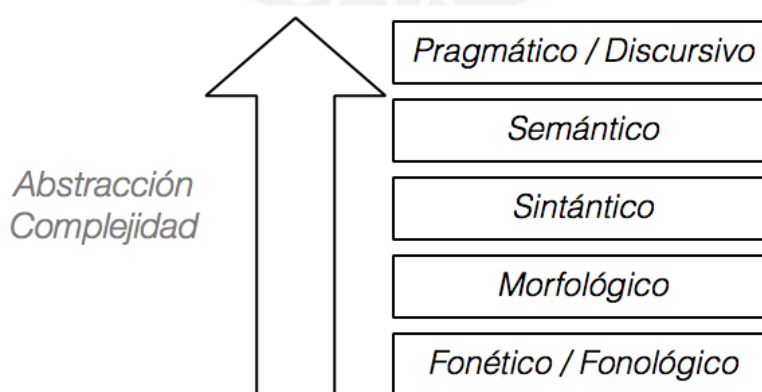 Pragmático / Discursivo
Semántico
Abstracción
Complejidad
Sintántico
Morfológico
Fonético / Fonológico